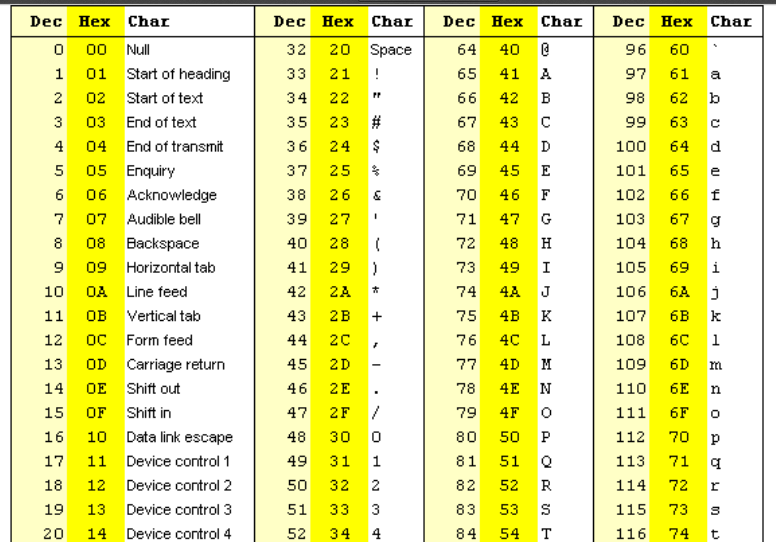 Dec Hex Char Dec Hex Char Dec Hex Char Dec Hex Char
0 00 Null 32 20 Space 64 40 @ 96 60 `
1 01 Start of heading 33 21 ! 65 41 A 97 61 a
2 02 Start of text 34 22 " 66 42 B 98 62 b
3 03 End of text 35 23 # 67 43 C 99 63 c
4 04 End of transmit 36 24 $ 68 44 D 100 64 d
5 05 Enquiry 37 25 % 69 45 E 101 65 e
6 06 Acknowledge 38 26 & 70 46 F 102 66 f
7 07 Audible bell 39 27 ' 71 47 G 103 67 g
8 08 Backspace 40 28 ( 72 48 H 104 68 h
9 09 Horizontal tab 41 29 ) 73 49 I 105 69 i
10 0A Line feed 42 2A * 74 4A J 106 6A j
11 0B Vertical tab 43 2B + 75 4B K 107 6B k
12 0C Form feed 44 2C , 76 4C L 108 6C l
13 0D Carriage return 45 2D - 77 4D M 109 6D m
14 0E Shift out 46 2E . 78 4E N 110 6E n
15 0F Shift in 47 2F / 79 4F O 111 6F o
16 10 Data link escape 48 30 0 80 50 P 112 70 p
17 11 Device control 1 49 31 1 81 51 Q 113 71 q
18 12 Device control 2 50 32 2 82 52 R 114 72 r
19 13 Device control 3 51 33 3 83 53 S 115 73 s
20 14 Device control 4 52 34 4 84 54 T 116 74 t